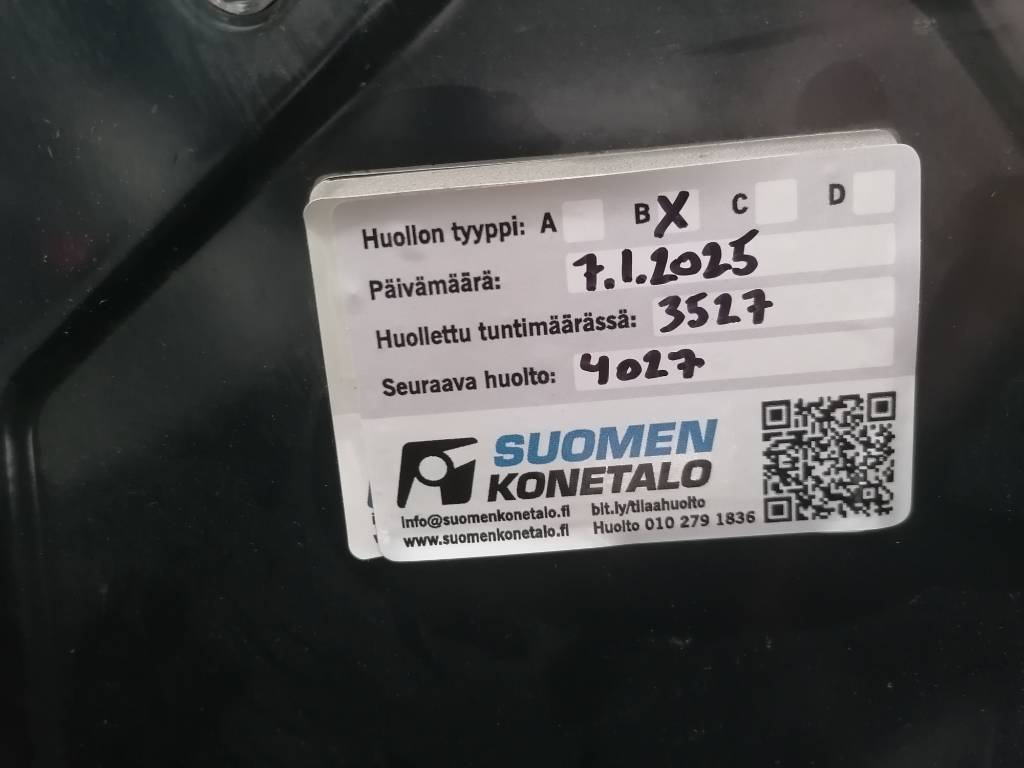 Huollon tyyppi: A B X C D
Päivämäärä: 7.1.2025
Huollettu tuntimäärässä: 3527
Seuraava huolto: 4027
SUOMEN
KONETALO
info@suomenkonetalo.fi bit.ly/tilaahuolto
www.suomenkonetalo.fi Huolto 010 279 1836